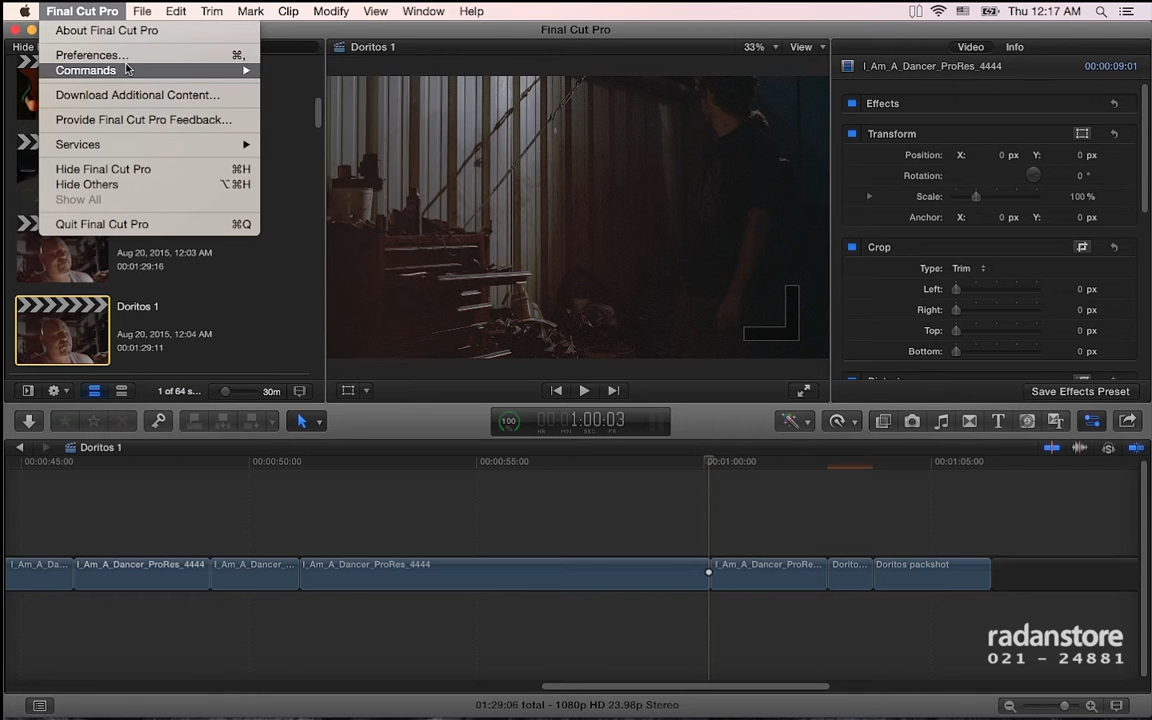 Final Cut Pro File Edit Trim Mark Clip Modify View Window Help Thu 12:17 AM
About Final Cut Pro
Preferences... ⌘,
Commands
Download Additional Content...
Provide Final Cut Pro Feedback...
Services
Hide Final Cut Pro ⌘H
Hide Others ⌥⌘H
Show All
Quit Final Cut Pro ⌘Q
Final Cut Pro
Hide
Aug 20, 2015, 12:03 AM
00:01:29:16
Doritos 1
Aug 20, 2015, 12:04 AM
00:01:29:11
1 of 64 s... 30m
Doritos 1 33% View
Video Info
I_Am_A_Dancer_ProRes_4444 00:00:09:01
Effects
Transform
Position: X: 0 px Y: 0 px
Rotation: 0 °
Scale: 100 %
Anchor: X: 0 px Y: 0 px
Crop
Type: Trim
Left: 0 px
Right: 0 px
Top: 0 px
Bottom: 0 px
Save Effects Preset
100 00:00:1:00:03
HR MIN SEC FR
Doritos 1
00:00:45:00 00:00:50:00 00:00:55:00 00:01:00:00 00:01:05:00
I_Am_A_Da... I_Am_A_Dancer_ProRes_4444 I_Am_A_Dancer_... I_Am_A_Dancer_ProRes_4444 I_Am_A_Dancer_ProRe... Dorito... Doritos packshot
radanstore
021 - 24881
01:29:06 total - 1080p HD 23.98p Stereo